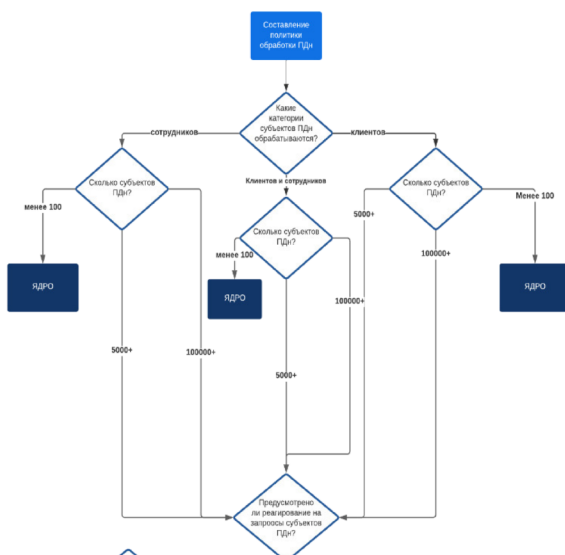 Составление
политики
обработки ПДн
Какие
категории
субъектов ПДн
обрабатываются?
сотрудников
клиентов
Клиентов и сотрудников
Сколько субъектов
ПДн?
Сколько субъектов
ПДн?
Сколько субъектов
ПДн?
менее 100
менее 100
Менее 100
5000+
100000+
ЯДРО
ЯДРО
ЯДРО
100000+
5000+
100000+
5000+
Предусмотрено
ли реагирование на
запроосы субъектов
ПДн?